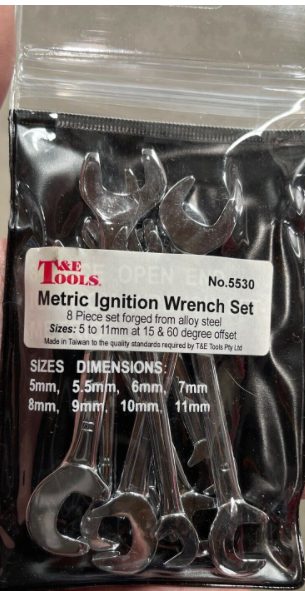 T&E
TOOLS
No.5530
Metric Ignition Wrench Set
8 Piece set forged from alloy steel
Sizes: 5 to 11mm at 15 & 60 degree offset
Made in Taiwan to the quality standards required by T&E Tools Pty Ltd
OPEN END
SIZES DIMENSIONS:
5mm, 5.5mm, 6mm, 7mm
8mm, 9mm, 10mm, 11mm